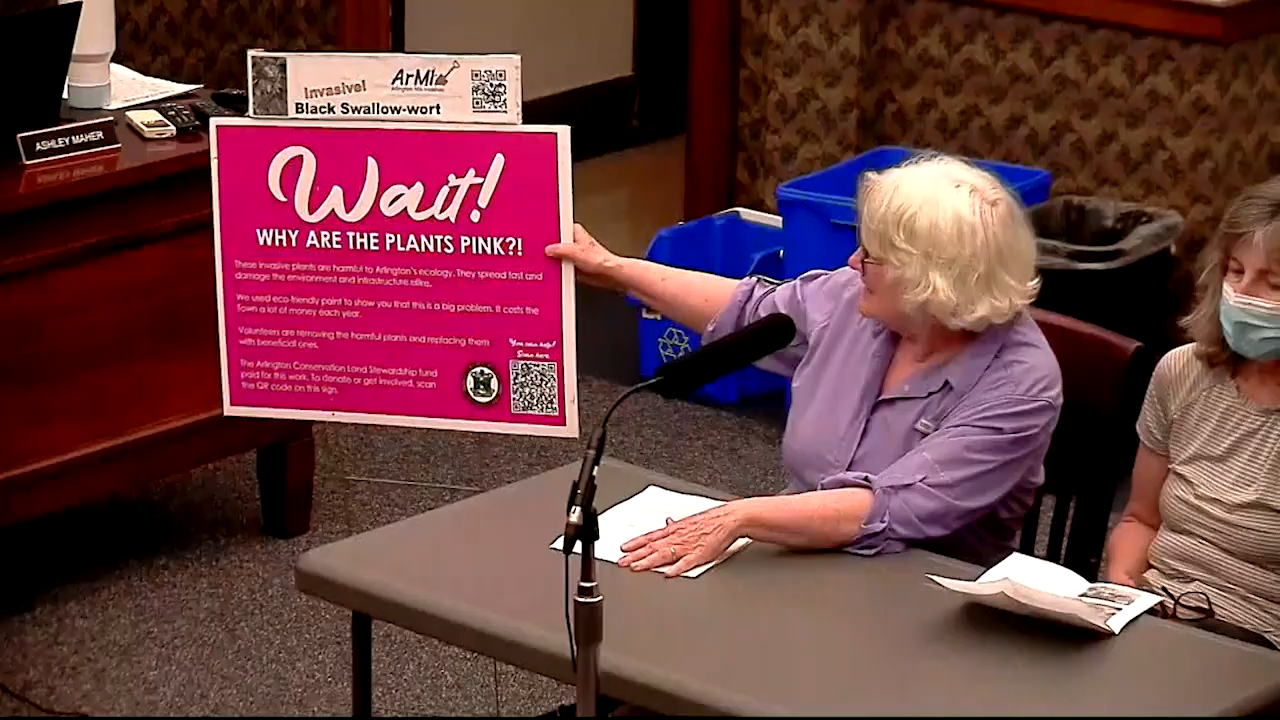 Invasive!
ArMI
Black Swallow-wort
ASHLEY MAHER
Wait!
WHY ARE THE PLANTS PINK?!
These invasive plants are harmful to Arlington's ecology. They spread fast and
damage the environment and infrastructure alike.
We used eco-friendly paint to show you that this is a big problem. It costs the
town a lot of money each year.
Volunteers are removing the harmful plants and replacing them
with beneficial ones.
The Arlington Conservation Land Stewardship fund
paid for this work. To donate or get involved, scan
the QR code on this sign.
You can help!
Scan here